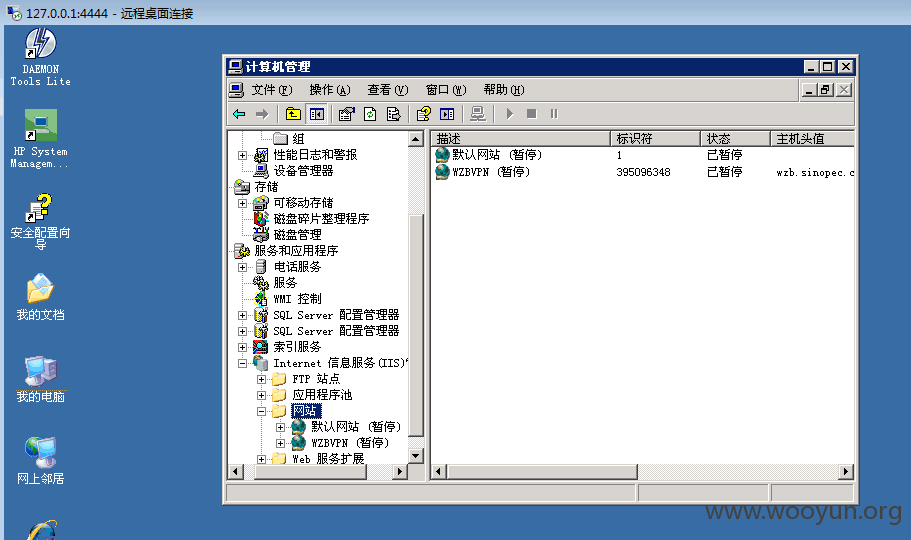 127.0.0.1:4444 - 远程桌面连接
DAEMON
Tools Lite
HP System
Managem...
安全配置向
导
我的文档
我的电脑
网上邻居
计算机管理
文件(F) 操作(A) 查看(V) 窗口(W) 帮助(H)
组
性能日志和警报
设备管理器
存储
可移动存储
磁盘碎片整理程序
磁盘管理
服务和应用程序
电话服务
服务
WMI 控制
SQL Server 配置管理器
SQL Server 配置管理器
索引服务
Internet 信息服务(IIS)
FTP 站点
应用程序池
网站
默认网站 (暂停)
WZBVPN (暂停)
Web 服务扩展
描述 标识符 状态 主机头值
默认网站 (暂停) 1 已暂停
WZBVPN (暂停) 395096348 已暂停 wzb.sinopec.c
www.wooyun.org